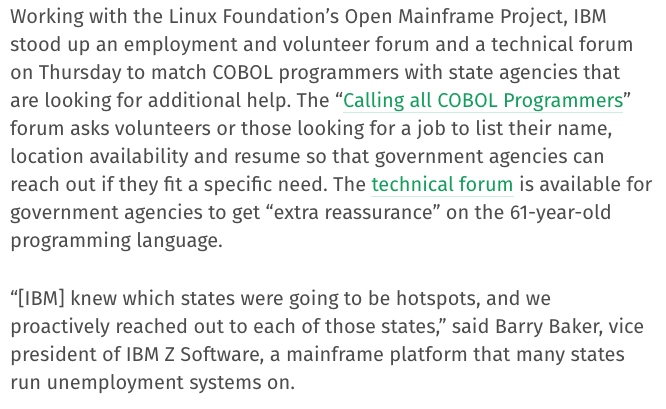 Working with the Linux Foundation’s Open Mainframe Project, IBM
stood up an employment and volunteer forum and a technical forum
on Thursday to match COBOL programmers with state agencies that
are looking for additional help. The “Calling all COBOL Programmers”
forum asks volunteers or those looking for a job to list their name,
location availability and resume so that government agencies can
reach out if they fit a specific need. The technical forum is available for
government agencies to get “extra reassurance” on the 61-year-old
programming language.
“[IBM] knew which states were going to be hotspots, and we
proactively reached out to each of those states,” said Barry Baker, vice
president of IBM Z Software, a mainframe platform that many states
run unemployment systems on.